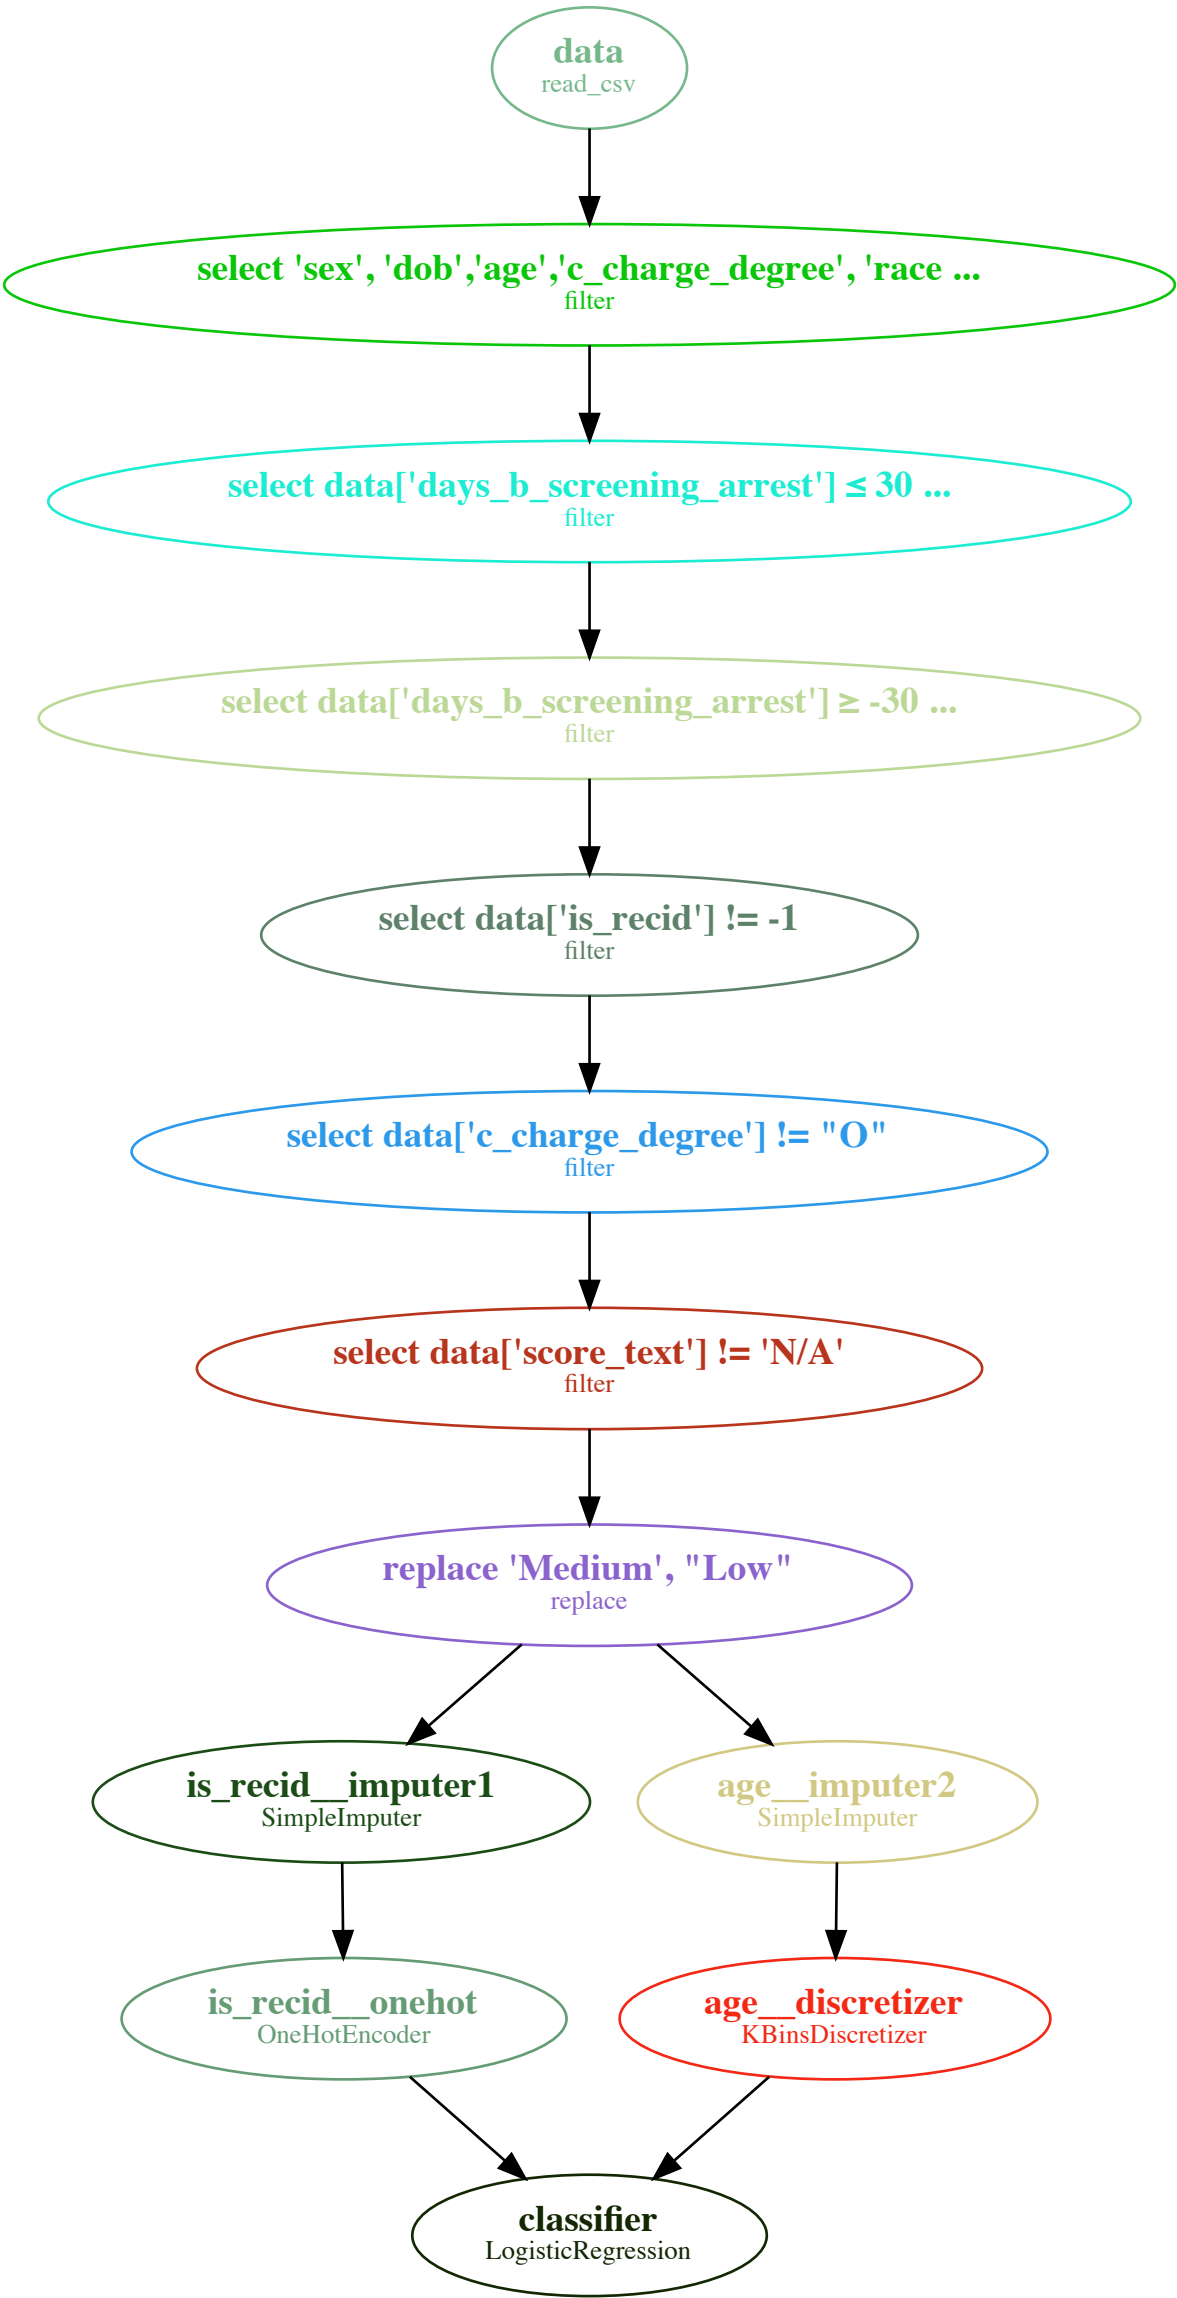 data
read_csv
select 'sex', 'dob','age','c_charge_degree', 'race ...
filter
select data['days_b_screening_arrest'] ≤ 30 ...
filter
select data['days_b_screening_arrest'] ≥ -30 ...
filter
select data['is_recid'] != -1
filter
select data['c_charge_degree'] != "O"
filter
select data['score_text'] != 'N/A'
filter
replace 'Medium', "Low"
replace
is_recid__imputer1
SimpleImputer
age__imputer2
SimpleImputer
is_recid__onehot
OneHotEncoder
age__discretizer
KBinsDiscretizer
classifier
LogisticRegression